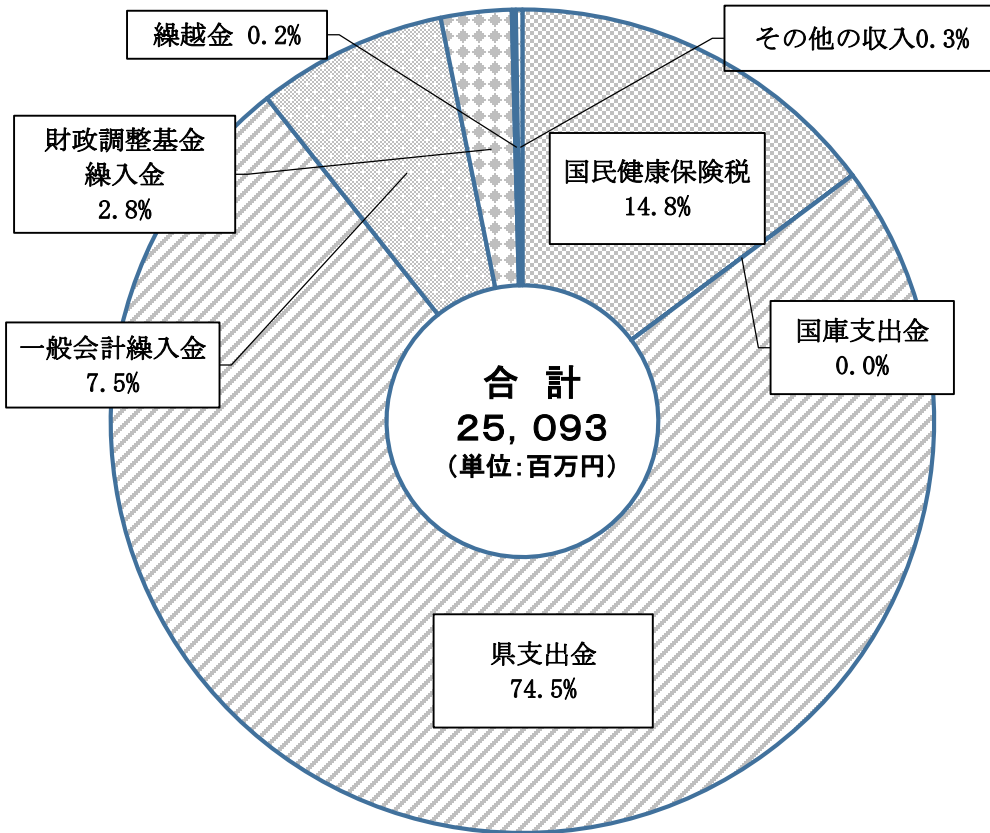 繰越金 0.2%
その他の収入0.3%
財政調整基金
繰入金
2.8%
国民健康保険税
14.8%
一般会計繰入金
7.5%
国庫支出金
0.0%
合 計
25,093
（単位：百万円）
県支出金
74.5%